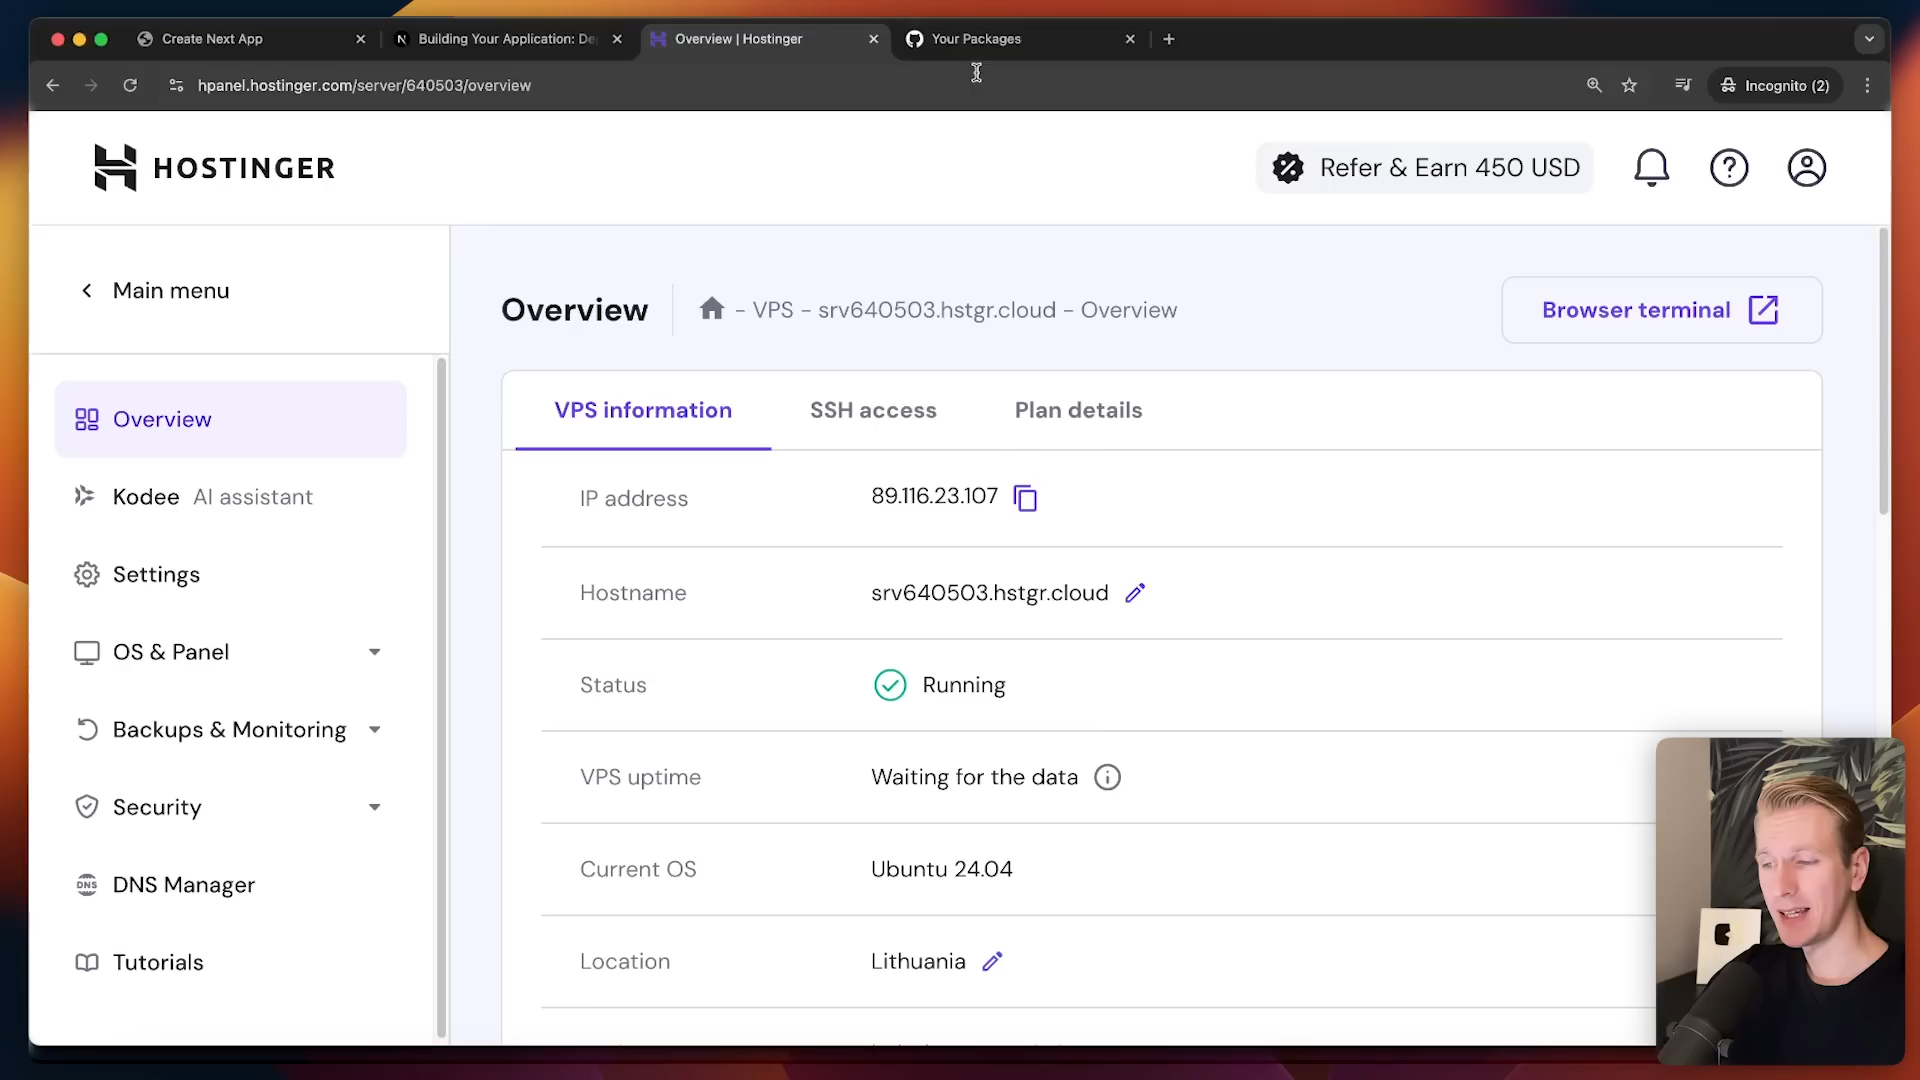 Create Next App
Building Your Application: De
Overview | Hostinger
Your Packages
hpanel.hostinger.com/server/640503/overview
Incognito (2)
HOSTINGER
Refer & Earn 450 USD
Main menu
Overview
- VPS - srv640503.hstgr.cloud - Overview
Browser terminal
Overview
Kodee AI assistant
Settings
OS & Panel
Backups & Monitoring
Security
DNS
DNS Manager
Tutorials
VPS information
SSH access
Plan details
IP address
89.116.23.107
Hostname
srv640503.hstgr.cloud
Status
Running
VPS uptime
Waiting for the data
Current OS
Ubuntu 24.04
Location
Lithuania